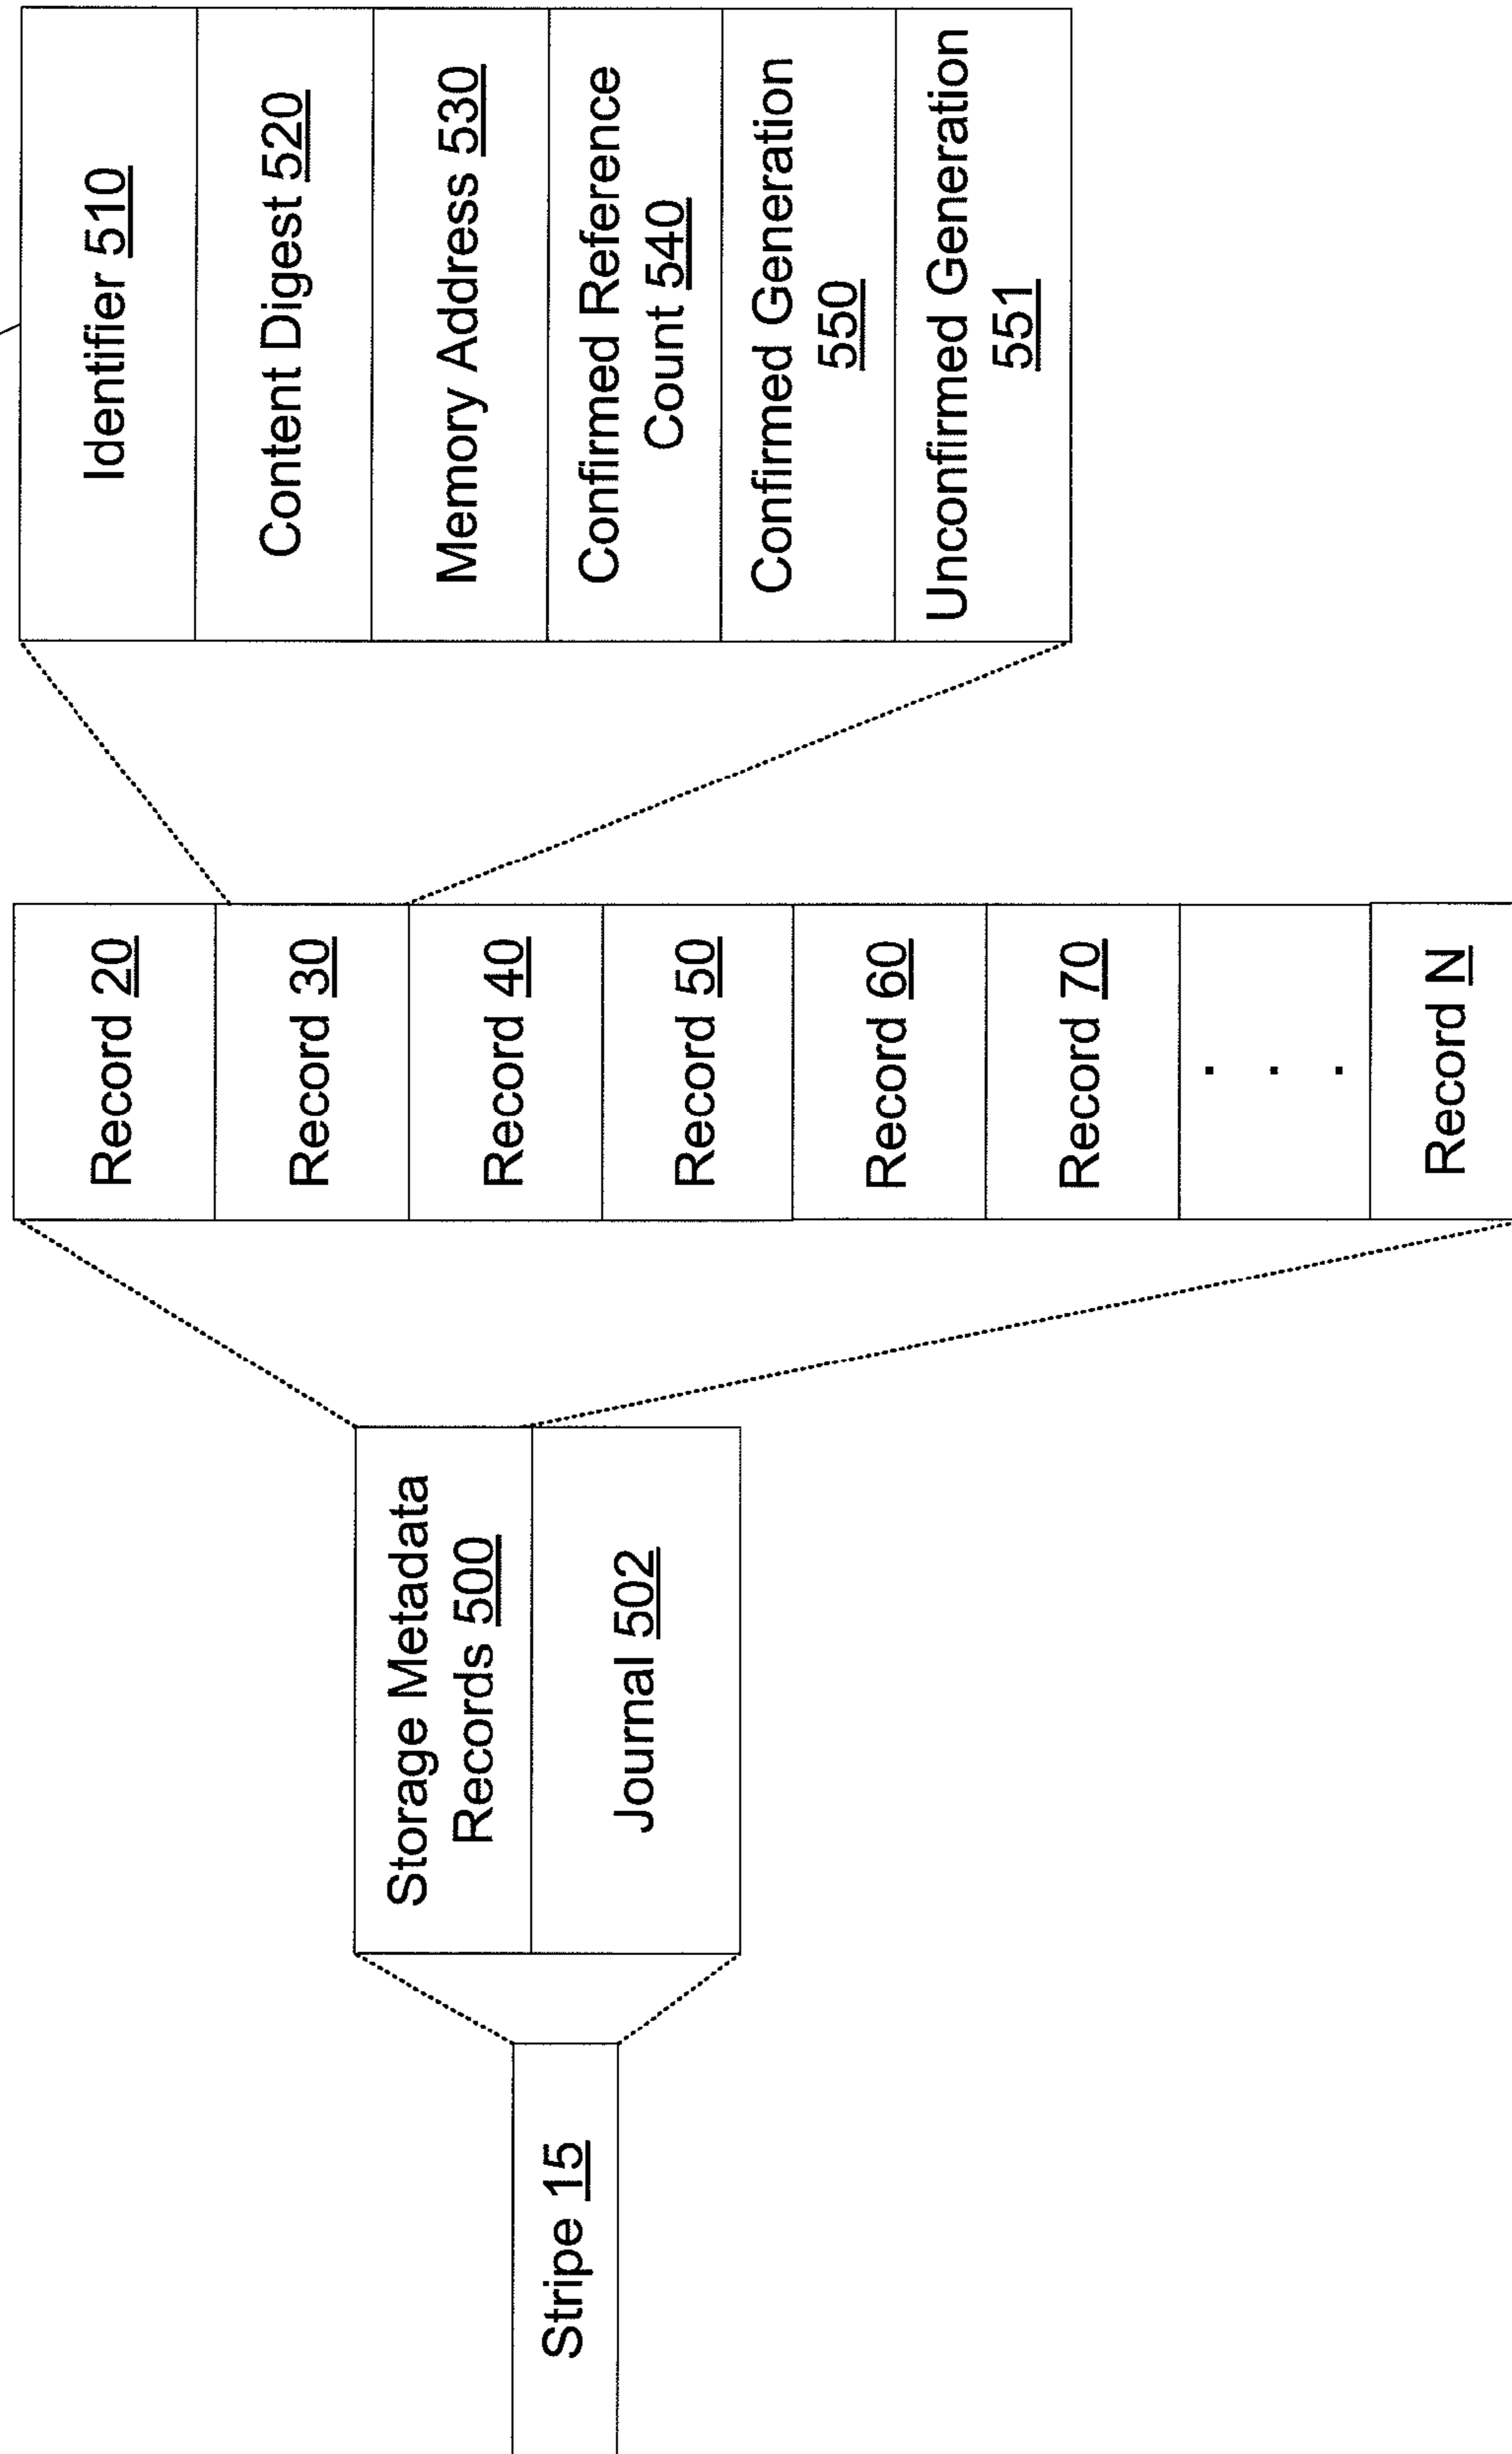 Stripe 15
Storage Metadata
Records 500
Journal 502
Record 20
Record 30
Record 40
Record 50
Record 60
Record 70
. . .
Record N
Identifier 510
Content Digest 520
Memory Address 530
Confirmed Reference
Count 540
Confirmed Generation
550
Unconfirmed Generation
551